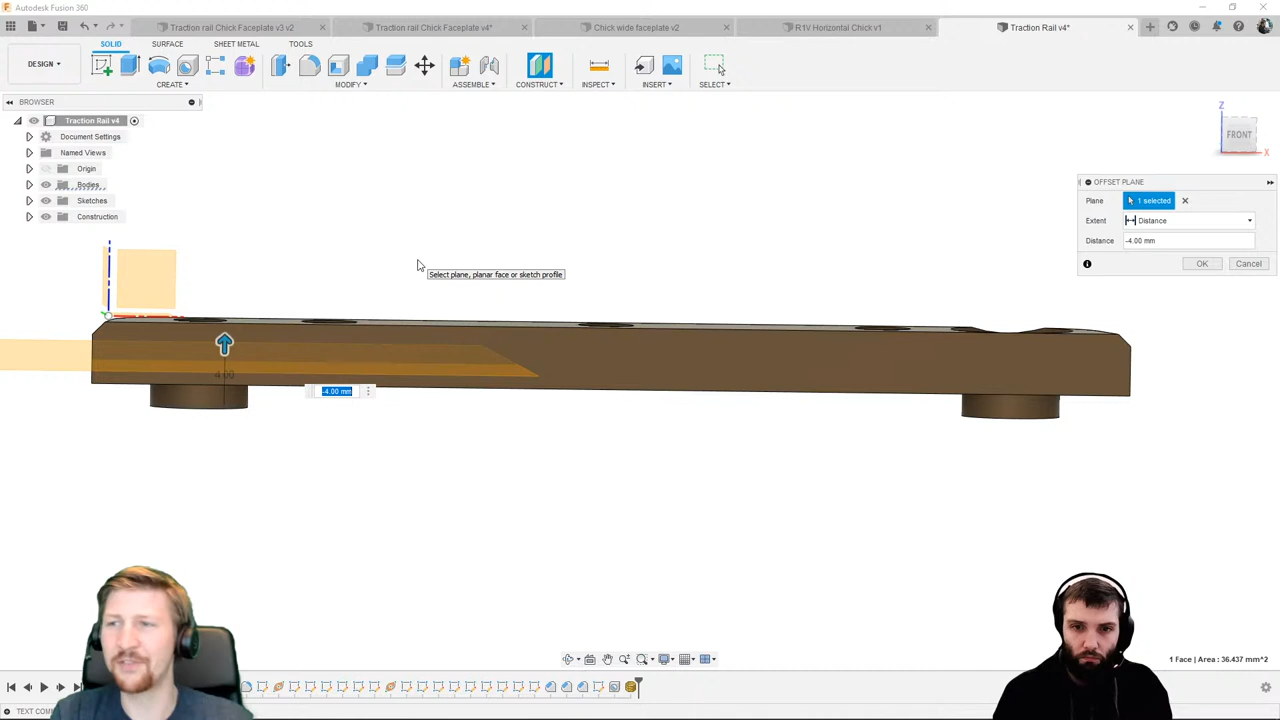 Autodesk Fusion 360
Traction rail Chick Faceplate v3 v2
Traction rail Chick Faceplate v4*
Chick wide faceplate v2
R1V Horizontal Chick v1
Traction Rail v4*
SOLID
SURFACE
SHEET METAL
TOOLS
DESIGN
CREATE
MODIFY
ASSEMBLE
CONSTRUCT
INSPECT
INSERT
SELECT
BROWSER
Traction Rail v4
Document Settings
Named Views
Origin
Bodies
Sketches
Construction
Z
FRONT
X
OFFSET PLANE
Plane
1 selected
Extent
Distance
Distance
-4.00 mm
OK
Cancel
Select plane, planar face or sketch profile
-4.00
-4.00 mm
1 Face | Area : 36.437 mm^2
TEXT COMM